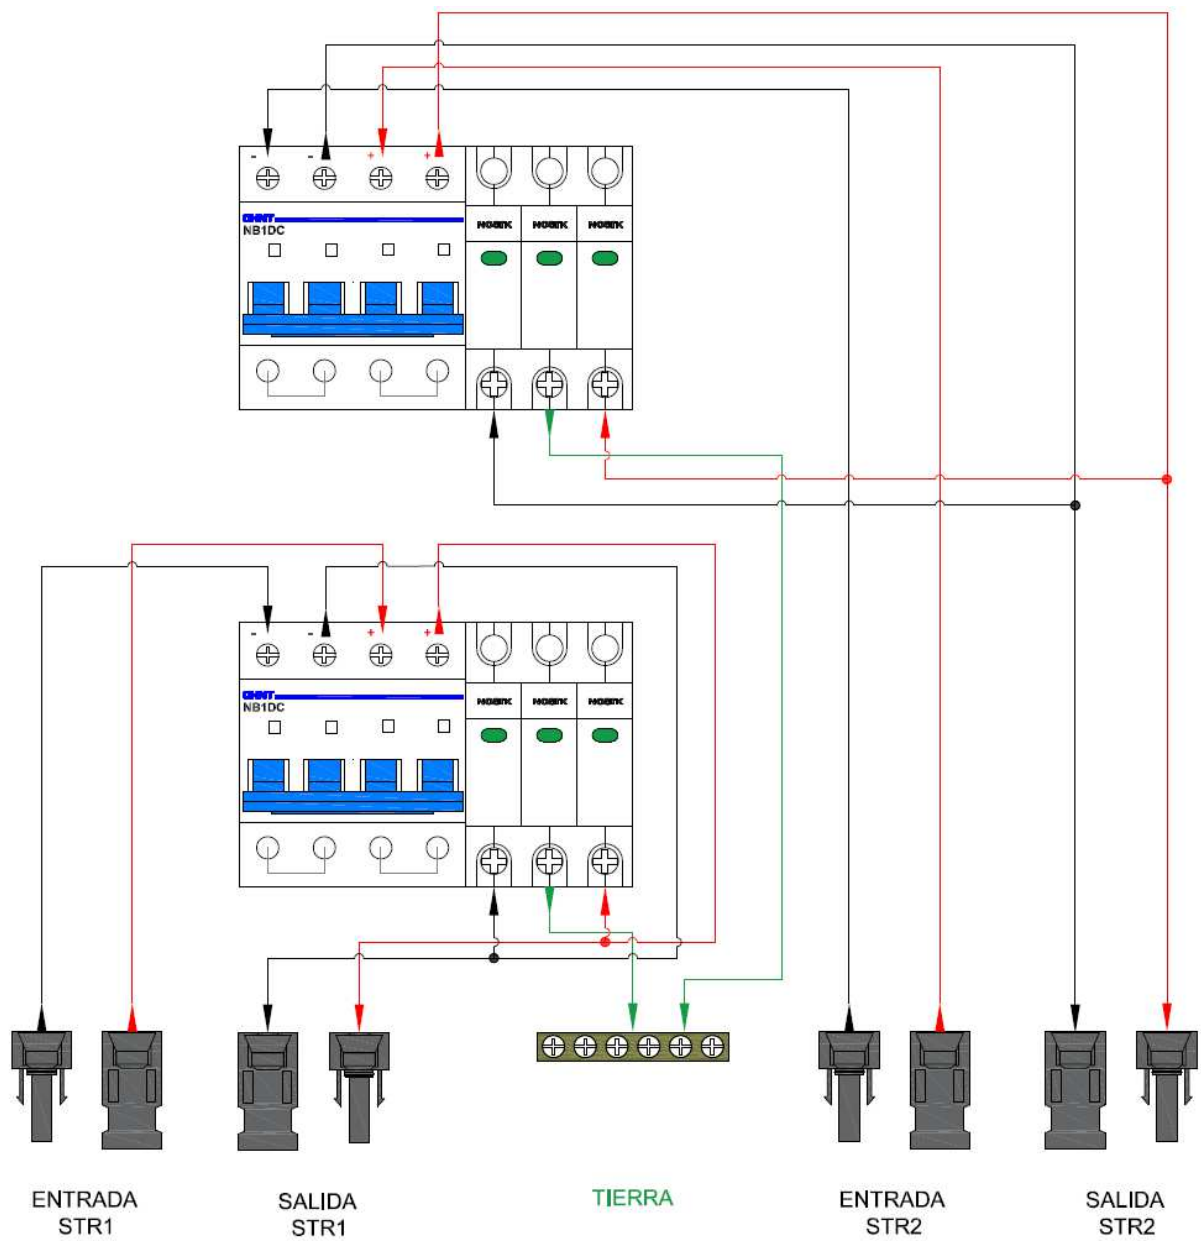 - - + +
CHNT
NB1DC
- - + +
CHNT
NB1DC
ENTRADA
STR1
SALIDA
STR1
TIERRA
ENTRADA
STR2
SALIDA
STR2